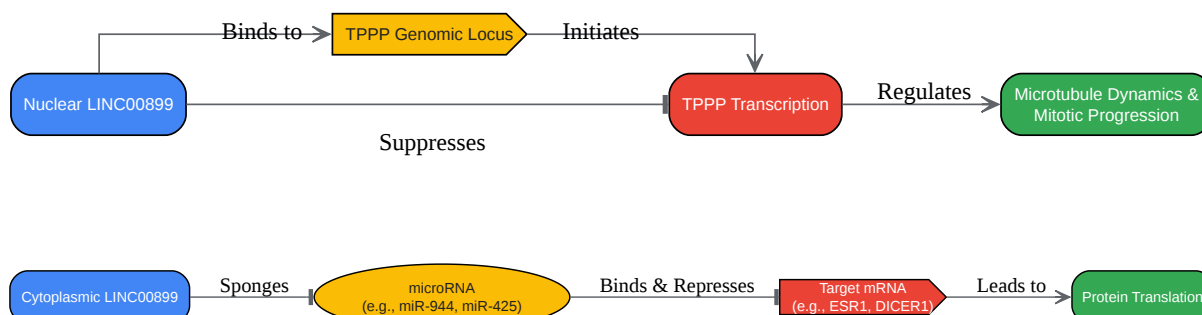 Binds to
TPPP Genomic Locus
Initiates
Nuclear LINC00899
TPPP Transcription
Regulates
Microtubule Dynamics &
Mitotic Progression
Suppresses
Cytoplasmic LINC00899
Sponges
microRNA
(e.g., miR-944, miR-425)
Binds & Represses
Target mRNA
(e.g., ESR1, DICER1)
Leads to
Protein Translation